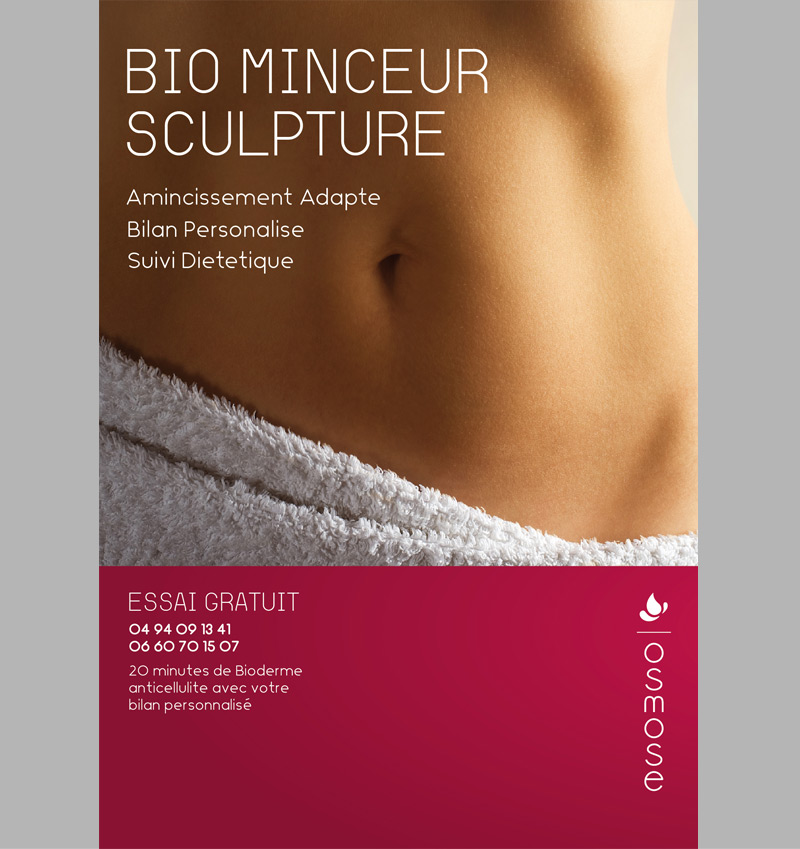 BIO MINCEUR
SCULPTURE
Amincissement Adapte
Bilan Personalise
Suivi Dietetique
ESSAI GRATUIT
04 94 09 13 41
06 60 70 15 07
20 minutes de Bioderme
anticellulite avec votre
bilan personnalisé
osmose